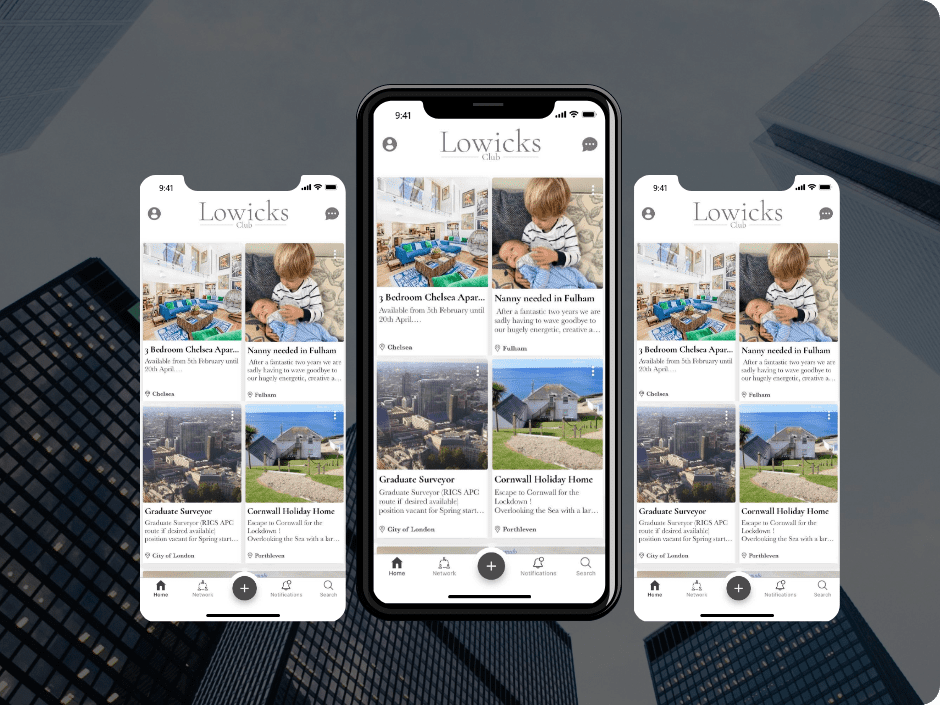 9:41
Lowicks
Club
3 Bedroom Chelsea Apar...
Available from 5th February until
20th April....
Chelsea
Nanny needed in Fulham
After a fantastic two years we are
sadly having to wave goodbye to
our hugely energetic, creative a...
Fulham
Graduate Surveyor
Graduate Surveyor (RICS APC
route if desired available)
position vacant for Spring start...
City of London
Cornwall Holiday Home
Escape to Cornwall for the
Lockdown !
Overlooking the Sea with a lar...
Porthleven
Home
Network
Notifications
Search
9:41
Lowicks
Club
3 Bedroom Chelsea Apar...
Available from 5th February until
20th April....
Chelsea
Nanny needed in Fulham
After a fantastic two years we
sadly having to wave goodbye to
our hugely energetic, creative a...
Fulham
Graduate Surveyor
Graduate Surveyor (RICS APC
route if desired available)
position vacant for Spring start...
City of London
Cornwall Holiday Home
Escape to Cornwall for the
Lockdown !
Overlooking the Sea with a lar...
Porthleven
Home
Network
Notifications
Search
9:41
Lowicks
Club
3 Bedroom Chelsea Apar...
Available from 5th February until
20th April....
Chelsea
Nanny needed in Fulham
After a fantastic two years we are
sadly having to wave goodbye to
our hugely energetic, creative a...
Fulham
Graduate Surveyor
Graduate Surveyor (RICS APC
route if desired available)
position vacant for Spring start...
City of London
Cornwall Holiday Home
Escape to Cornwall for the
Lockdown !
Overlooking the Sea with a lar...
Porthleven
Home
Network
Notifications
Search